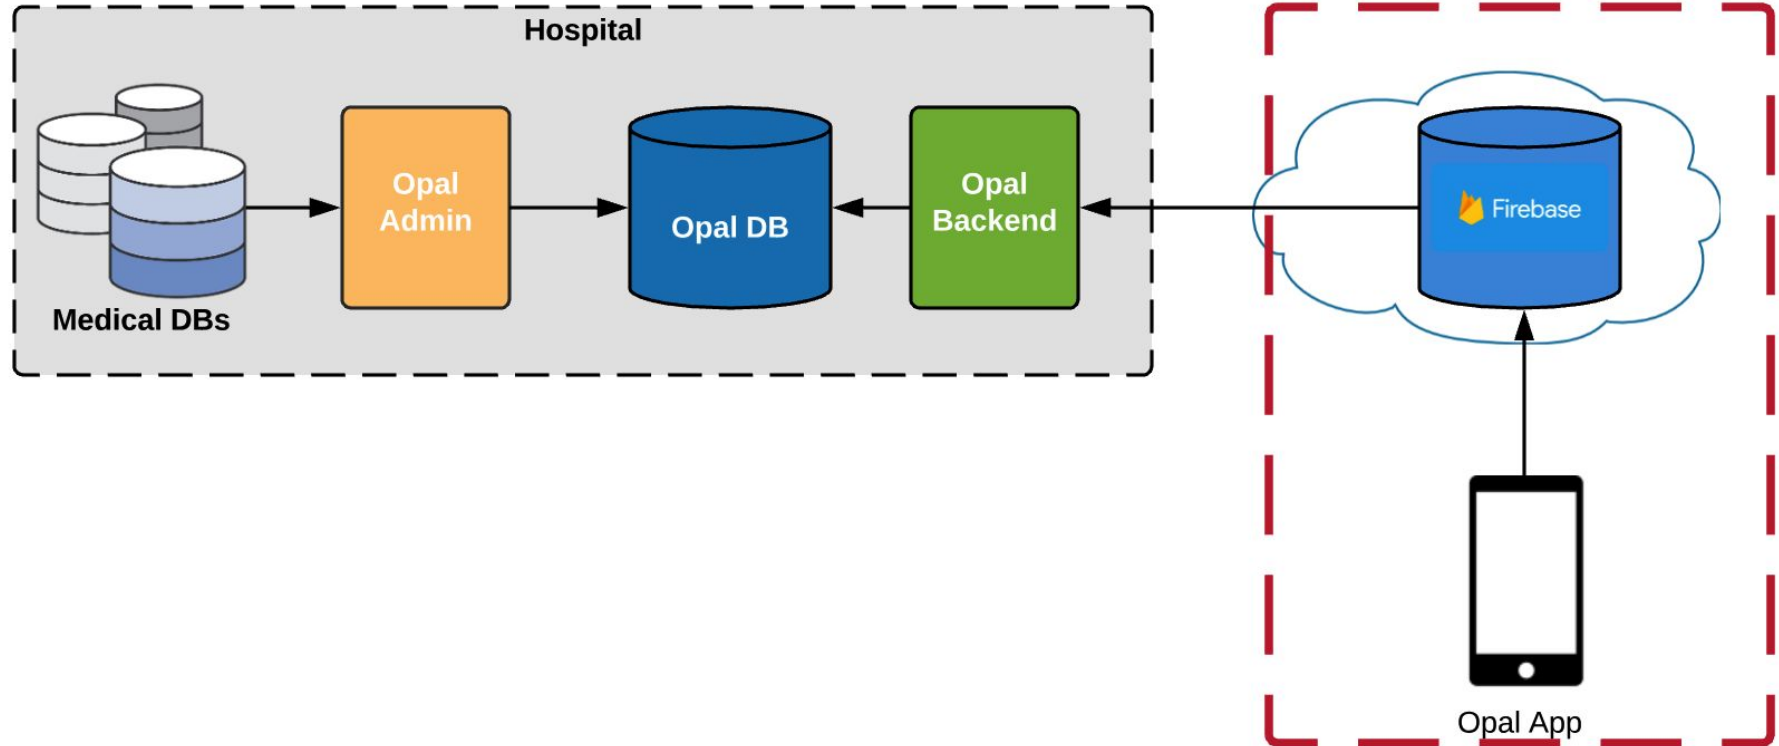 Hospital
Opal
Admin
Opal DB
Opal
Backend
Firebase
Medical DBs
Opal App